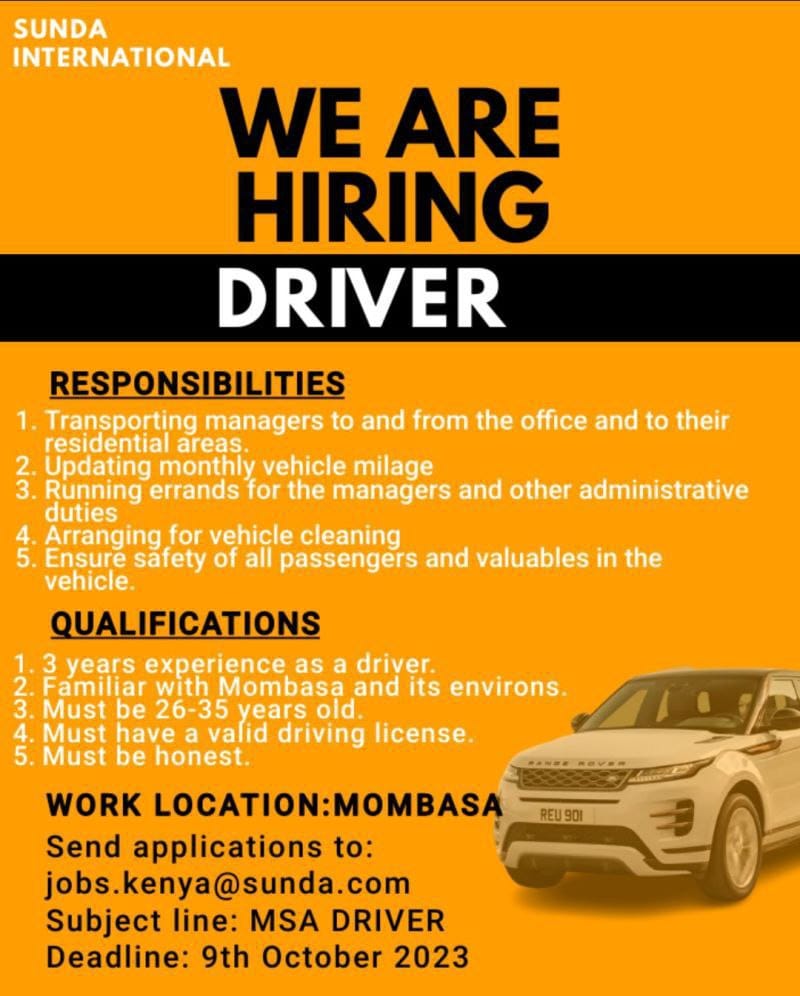 SUNDA
INTERNATIONAL
WE ARE
HIRING
DRIVER
RESPONSIBILITIES
1. Transporting managers to and from the office and to their
residential areas.
2. Updating monthly vehicle milage
3. Running errands for the managers and other administrative
duties
4. Arranging for vehicle cleaning
5. Ensure safety of all passengers and valuables in the
vehicle.
QUALIFICATIONS
1. 3 years experience as a driver.
2. Familiar with Mombasa and its environs.
3. Must be 26-35 years old.
4. Must have a valid driving license.
5. Must be honest.
RANGE ROVER
REU 901
WORK LOCATION:MOMBASA
Send applications to:
jobs.kenya@sunda.com
Subject line: MSA DRIVER
Deadline: 9th October 2023